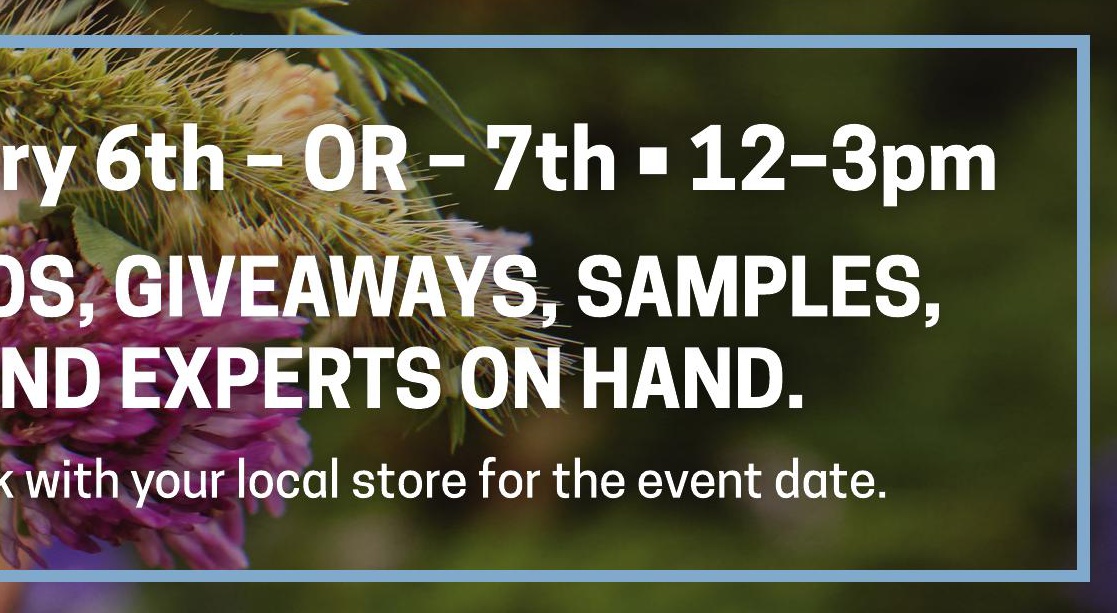 ry 6th – OR – 7th ▪ 12–3pm
OS, GIVEAWAYS, SAMPLES,
ND EXPERTS ON HAND.
k with your local store for the event date.